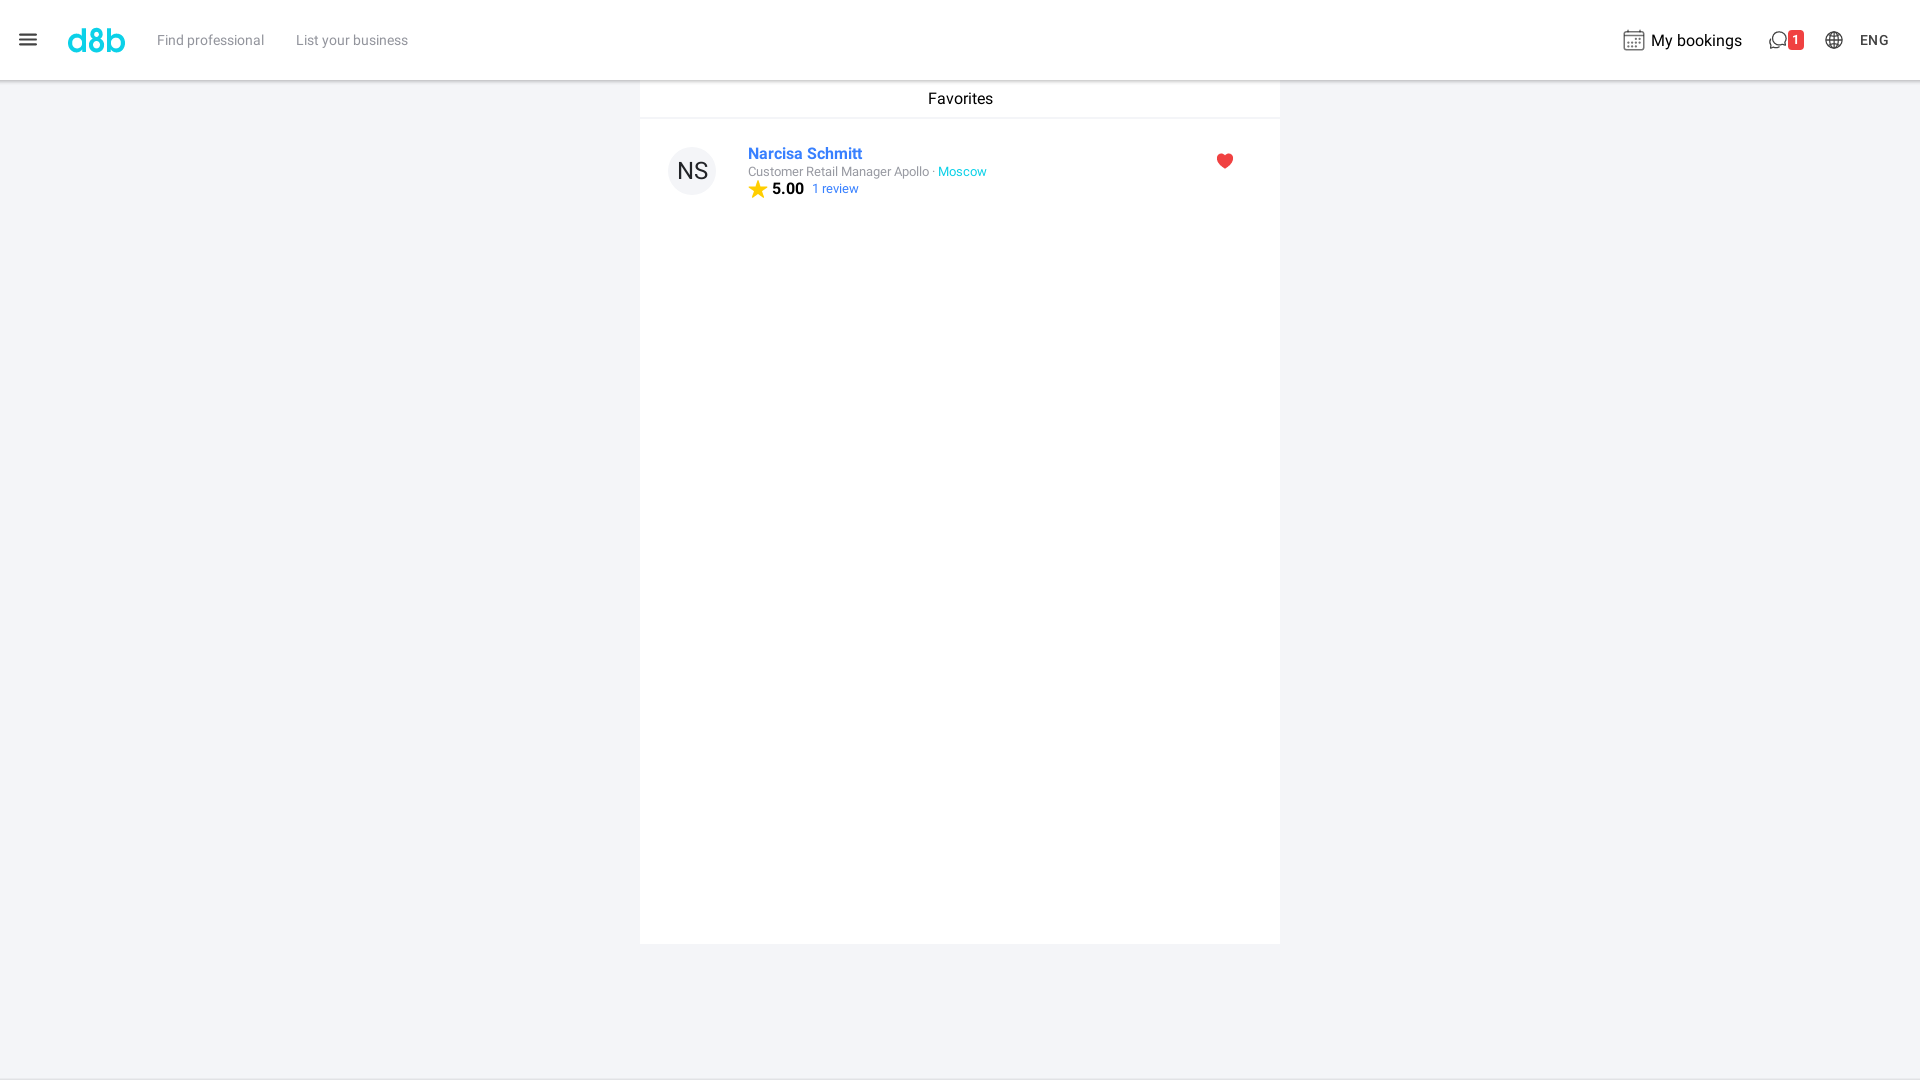 d8b Find professional List your business My bookings 1 ENG
Favorites
NS
Narcisa Schmitt
Customer Retail Manager Apollo · Moscow
5.00 1 review